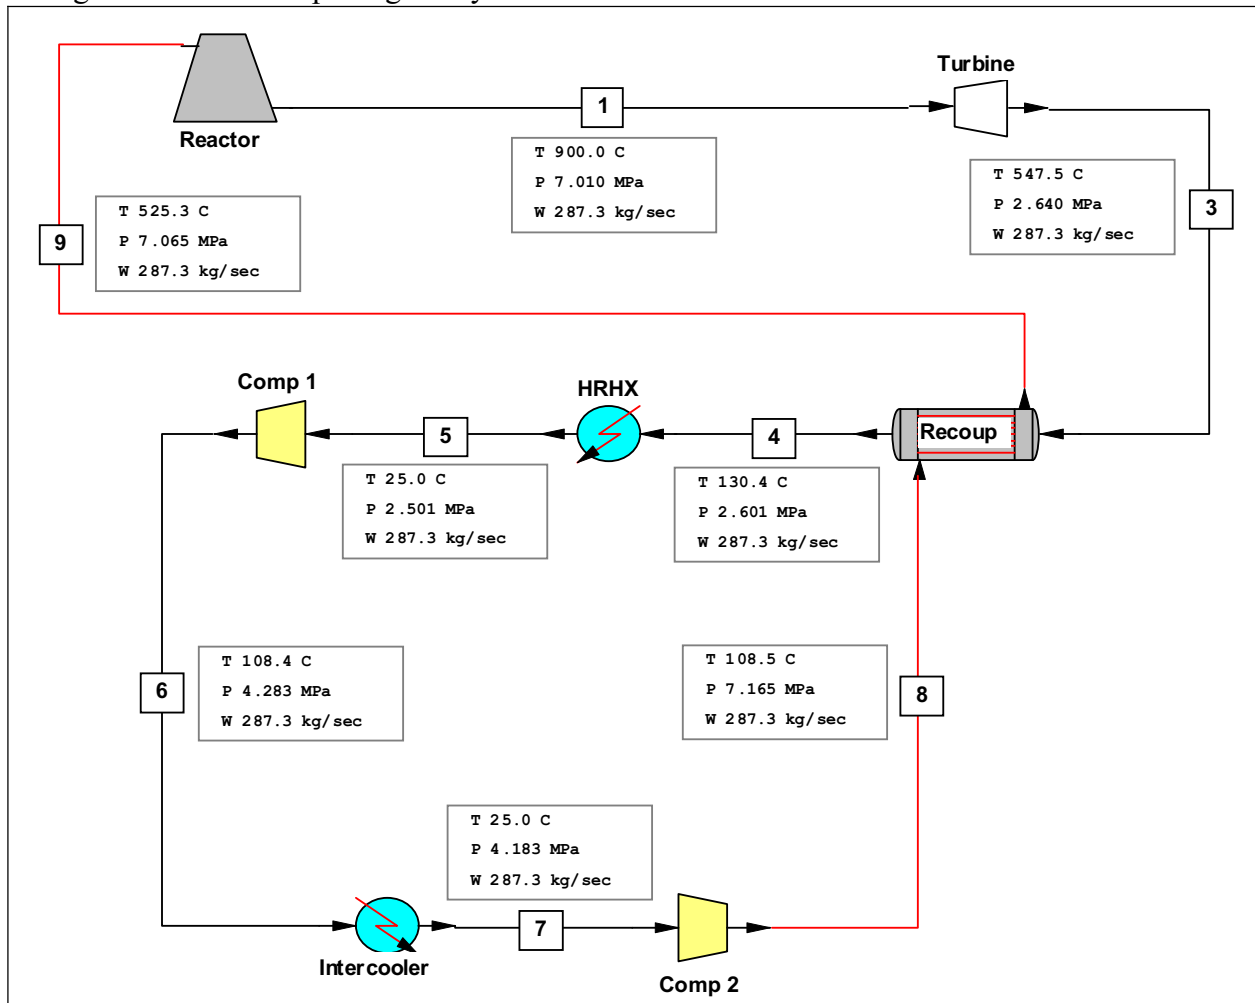 Turbine
Reactor
1
T 900.0 C
P 7.010 MPa
W 287.3 kg/sec
T 547.5 C
P 2.640 MPa
W 287.3 kg/sec
3
9
T 525.3 C
P 7.065 MPa
W 287.3 kg/sec
Comp 1
HRHX
5
4
Recoup
T 25.0 C
P 2.501 MPa
W 287.3 kg/sec
T 130.4 C
P 2.601 MPa
W 287.3 kg/sec
6
T 108.4 C
P 4.283 MPa
W 287.3 kg/sec
T 108.5 C
P 7.165 MPa
W 287.3 kg/sec
8
T 25.0 C
P 4.183 MPa
W 287.3 kg/sec
7
Intercooler
Comp 2